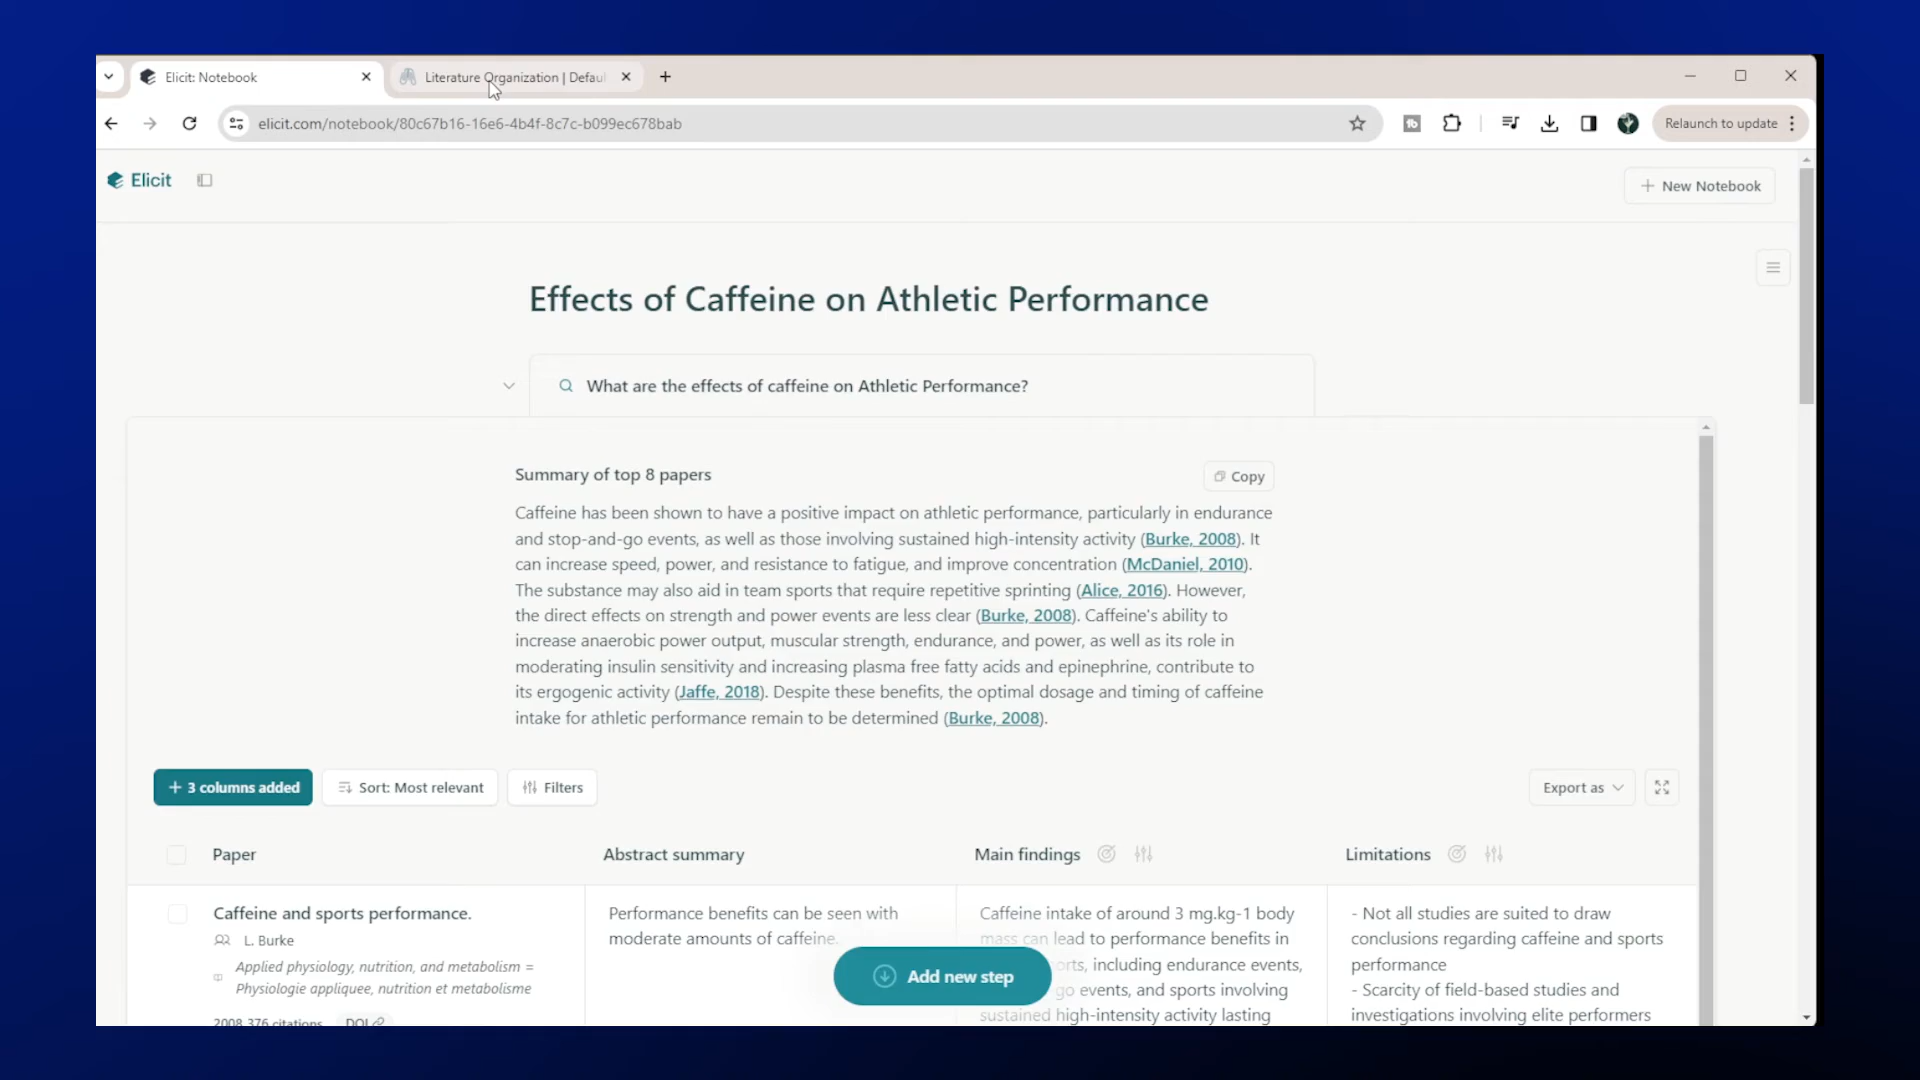 Elicit: Notebook
Literature Organization | Defau
elicit.com/notebook/80c67b16-16e6-4b4f-8c7c-b099ec678bab
Relaunch to update
Elicit
New Notebook
Effects of Caffeine on Athletic Performance
What are the effects of caffeine on Athletic Performance?
Summary of top 8 papers
Copy
Caffeine has been shown to have a positive impact on athletic performance, particularly in endurance
and stop-and-go events, as well as those involving sustained high-intensity activity (Burke, 2008). It
can increase speed, power, and resistance to fatigue, and improve concentration (McDaniel, 2010).
The substance may also aid in team sports that require repetitive sprinting (Alice, 2016). However,
the direct effects on strength and power events are less clear (Burke, 2008). Caffeine's ability to
increase anaerobic power output, muscular strength, endurance, and power, as well as its role in
moderating insulin sensitivity and increasing plasma free fatty acids and epinephrine, contribute to
its ergogenic activity (Jaffe, 2018). Despite these benefits, the optimal dosage and timing of caffeine
intake for athletic performance remain to be determined (Burke, 2008).
+ 3 columns added
Sort: Most relevant
Filters
Export as
Paper
Abstract summary
Main findings
Limitations
Caffeine and sports performance.
L. Burke
Applied physiology, nutrition, and metabolism =
Physiologie appliquee, nutrition et metabolisme
2008 376 citations DOI
Performance benefits can be seen with
moderate amounts of caffeine.
Caffeine intake of around 3 mg.kg-1 body
mass can lead to performance benefits in
orts, including endurance events,
go events, and sports involving
sustained high-intensity activity lasting
- Not all studies are suited to draw
conclusions regarding caffeine and sports
performance
- Scarcity of field-based studies and
investigations involving elite performers
Add new step